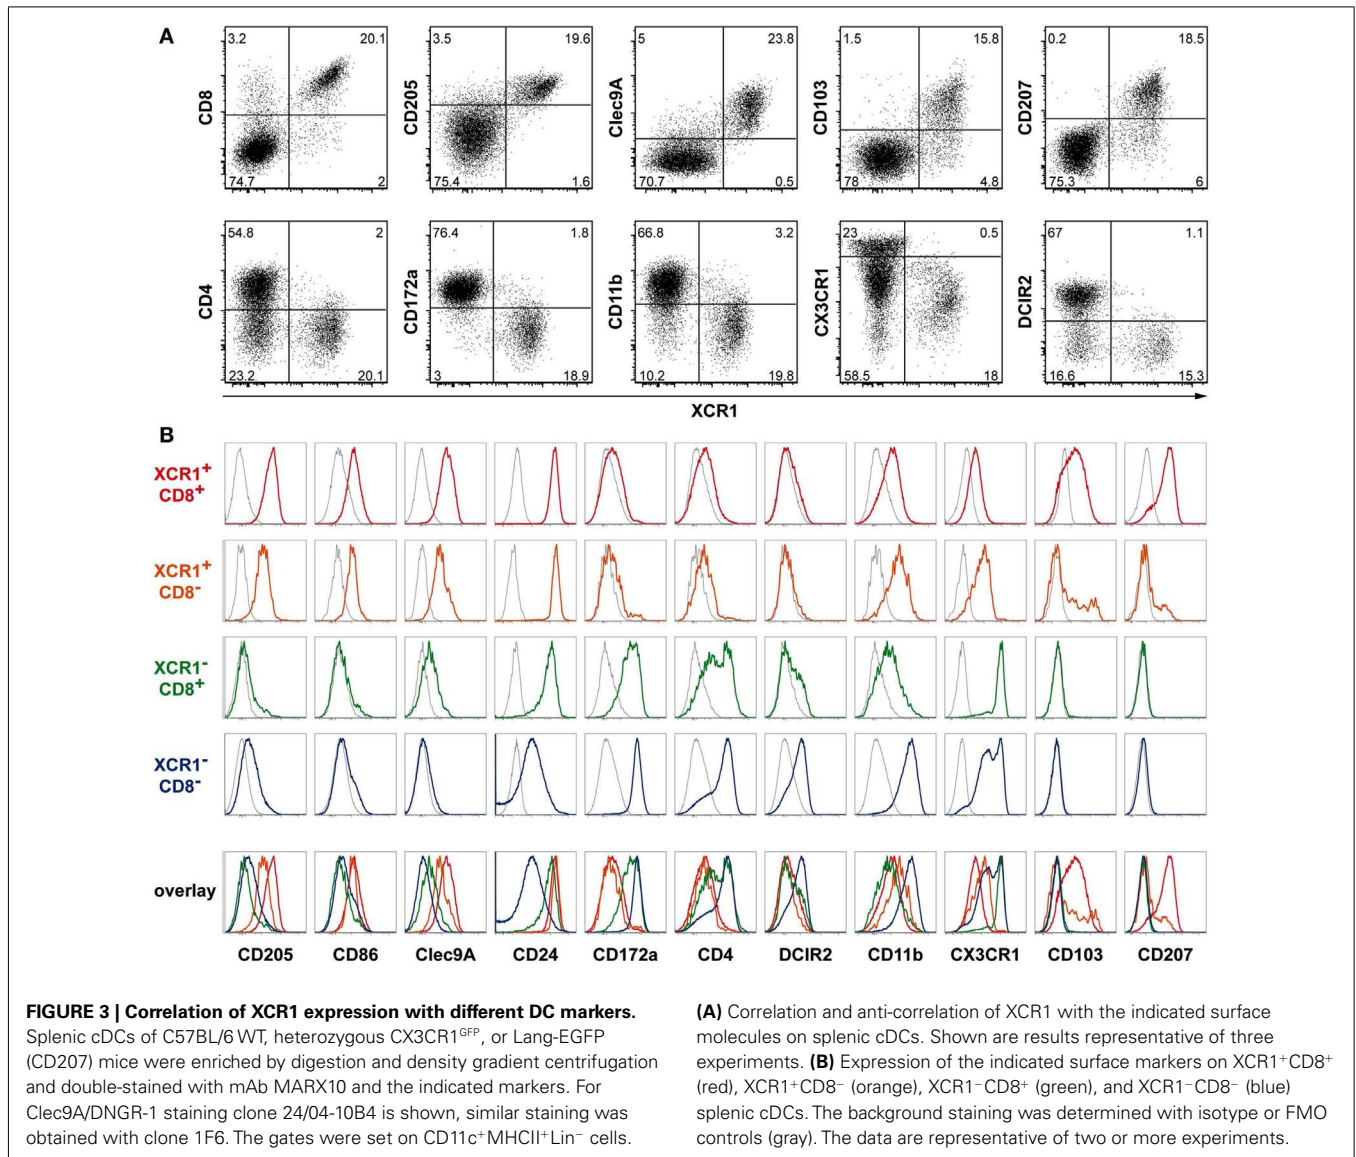 A
3.2 20.1
CD8
74.7 2
3.5 19.6
CD205
75.4 1.6
5 23.8
Clec9A
70.7 0.5
1.5 15.8
CD103
78 4.8
0.2 18.5
CD207
75.3 6
54.8 2
CD4
23.2 20.1
76.4 1.8
CD172a
3 18.9
66.8 3.2
CD11b
10.2 19.8
23 0.5
CX3CR1
58.5 18
67 1.1
DCIR2
16.6 15.3
XCR1
B
XCR1+
CD8+
XCR1+
CD8-
XCR1-
CD8+
XCR1-
CD8-
overlay
CD205 CD86 Clec9A CD24 CD172a CD4 DCIR2 CD11b CX3CR1 CD103 CD207
FIGURE 3 | Correlation of XCR1 expression with different DC markers.
Splenic cDCs of C57BL/6 WT, heterozygous CX3CR1GFP, or Lang-EGFP
(CD207) mice were enriched by digestion and density gradient centrifugation
and double-stained with mAb MARX10 and the indicated markers. For
Clec9A/DNGR-1 staining clone 24/04-10B4 is shown, similar staining was
obtained with clone 1F6. The gates were set on CD11c+MHCII+Lin− cells.
(A) Correlation and anti-correlation of XCR1 with the indicated surface
molecules on splenic cDCs. Shown are results representative of three
experiments. (B) Expression of the indicated surface markers on XCR1+CD8+
(red), XCR1+CD8− (orange), XCR1−CD8+ (green), and XCR1−CD8− (blue)
splenic cDCs. The background staining was determined with isotype or FMO
controls (gray). The data are representative of two or more experiments.